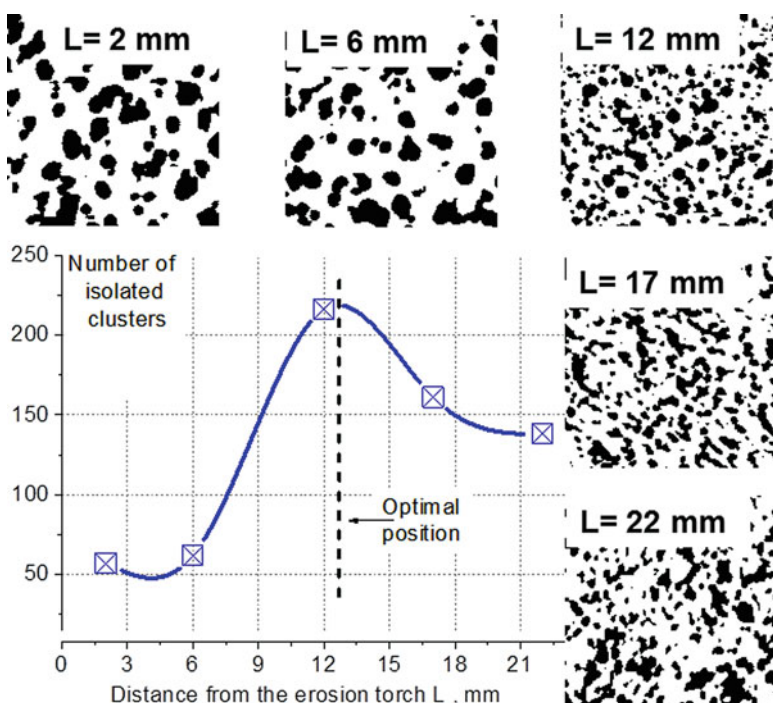 L= 2 mm
L= 6 mm
L= 12 mm
250
Number of
isolated
clusters
200
L= 17 mm
150
100
Optimal
position
L= 22 mm
50
0 3 6 9 12 15 18 21
Distance from the erosion torch L , mm